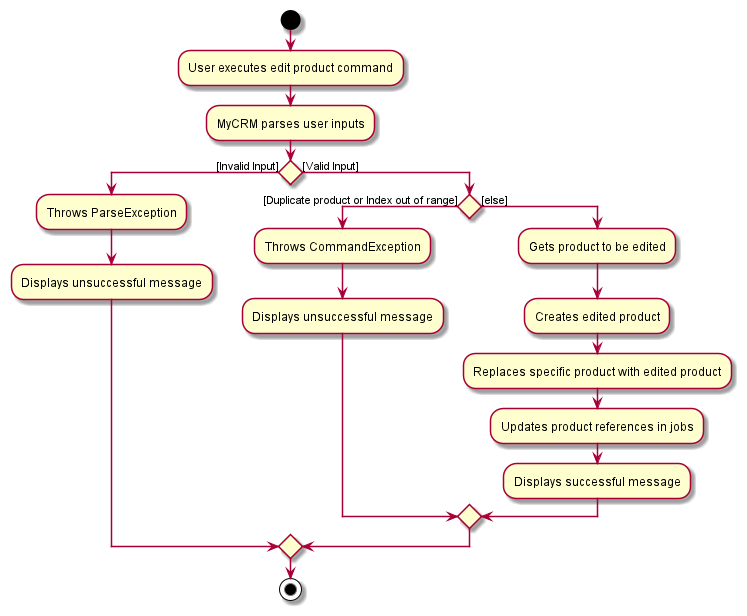 User executes edit product command
MyCRM parses user inputs
[Invalid Input]
[Valid Input]
[Duplicate product or Index out of range]
[else]
Throws ParseException
Displays unsuccessful message
Throws CommandException
Displays unsuccessful message
Gets product to be edited
Creates edited product
Replaces specific product with edited product
Updates product references in jobs
Displays successful message